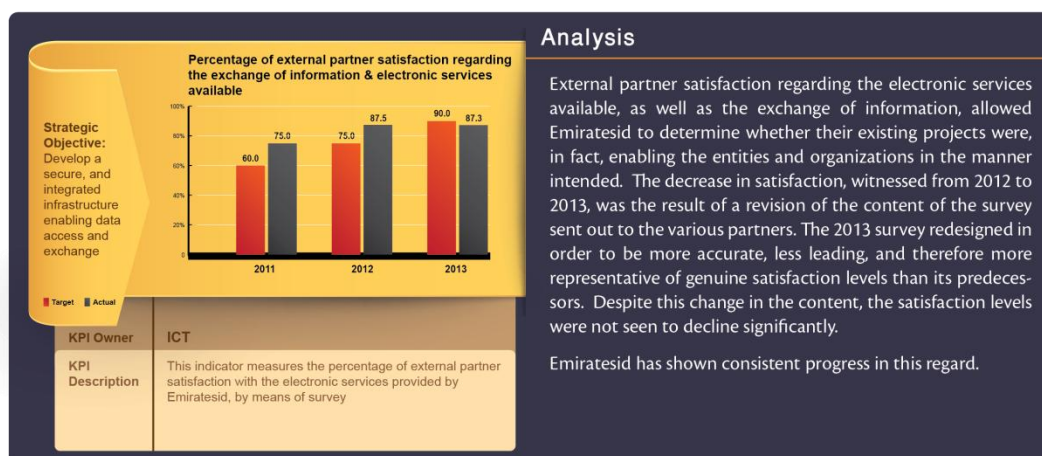 Percentage of external partner satisfaction regarding
the exchange of information & electronic services
available
Strategic
Objective:
Develop a
secure, and
integrated
infrastructure
enabling data
access and
exchange
100%
80%
60%
40%
20%
0
60.0
75.0
75.0
87.5
90.0
87.3
2011
2012
2013
Target
Actual
KPI Owner
ICT
KPI
Description
This indicator measures the percentage of external partner
satisfaction with the electronic services provided by
Emiratesid, by means of survey
Analysis
External partner satisfaction regarding the electronic services
available, as well as the exchange of information, allowed
Emiratesid to determine whether their existing projects were,
in fact, enabling the entities and organizations in the manner
intended. The decrease in satisfaction, witnessed from 2012 to
2013, was the result of a revision of the content of the survey
sent out to the various partners. The 2013 survey redesigned in
order to be more accurate, less leading, and therefore more
representative of genuine satisfaction levels than its predeces-
sors. Despite this change in the content, the satisfaction levels
were not seen to decline significantly.
Emiratesid has shown consistent progress in this regard.